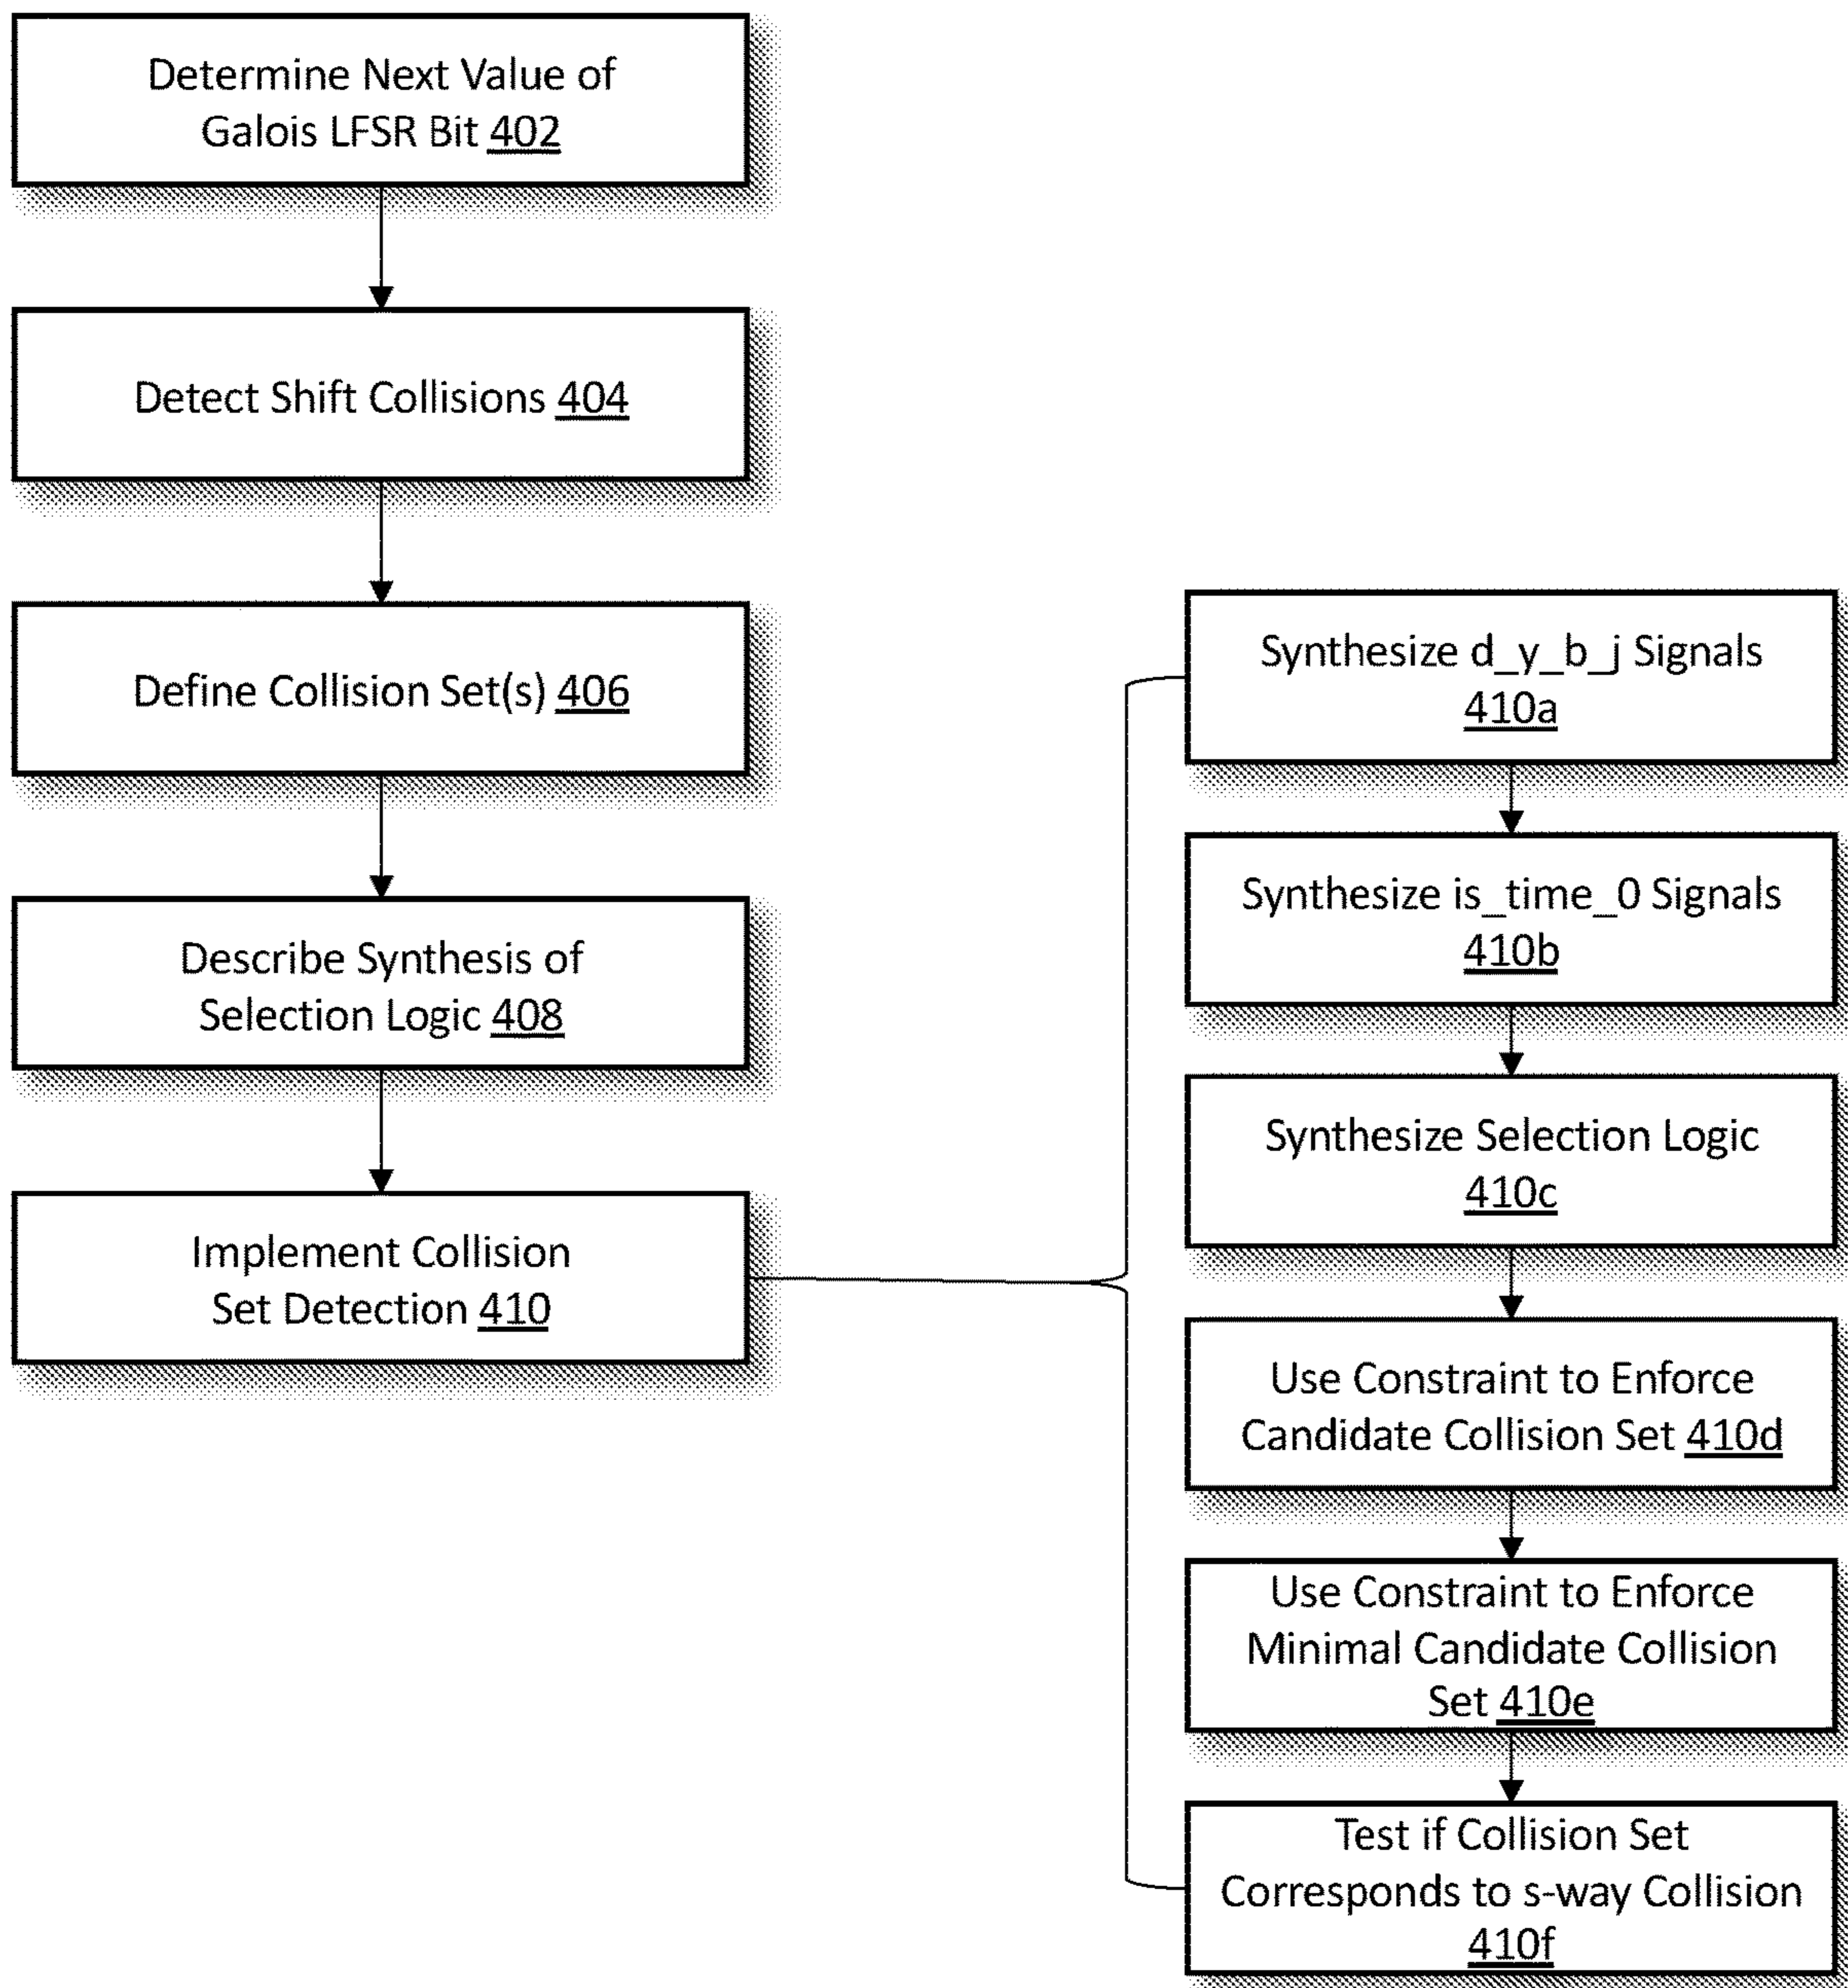 Determine Next Value of
Galois LFSR Bit 402
Detect Shift Collisions 404
Define Collision Set(s) 406
Describe Synthesis of
Selection Logic 408
Implement Collision
Set Detection 410
Synthesize d_y_b_j Signals
410a
Synthesize is_time_0 Signals
410b
Synthesize Selection Logic
410c
Use Constraint to Enforce
Candidate Collision Set 410d
Use Constraint to Enforce
Minimal Candidate Collision
Set 410e
Test if Collision Set
Corresponds to s-way Collision
410f